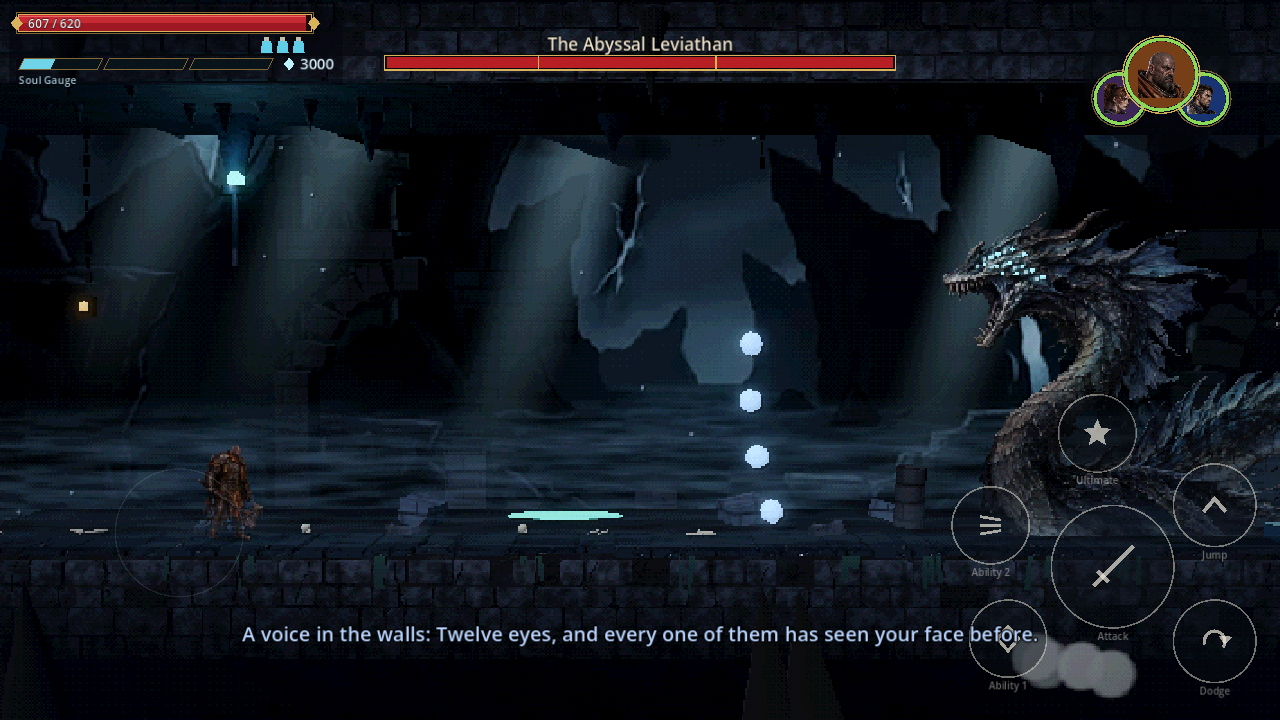 607 / 620
The Abyssal Leviathan
3000
Soul Gauge
Ultimate
Ability 2
Jump
A voice in the walls: Twelve eyes, and every one of them has seen your face before.
Attack
Ability 1
Dodge